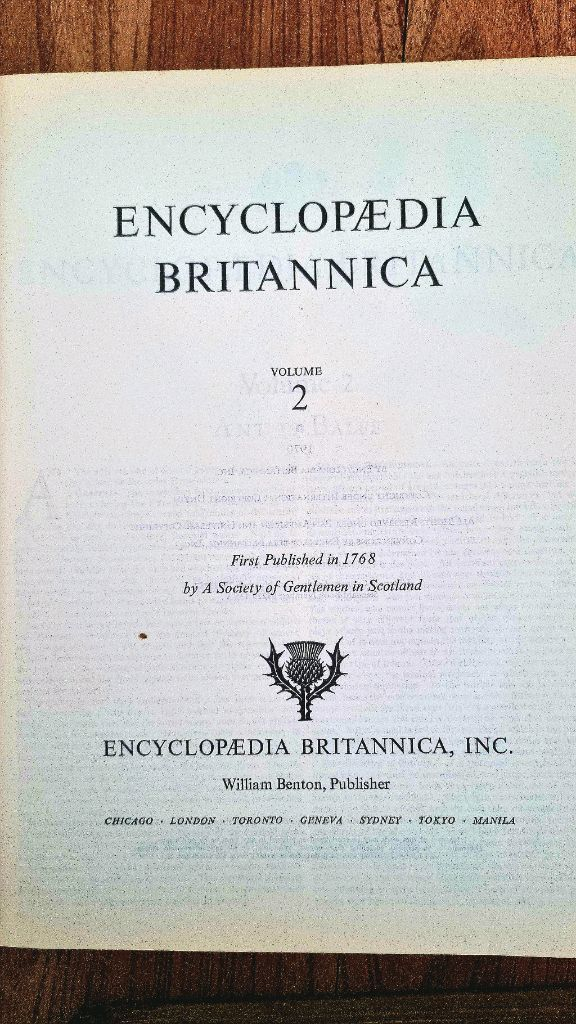 ENCYCLOPÆDIA
BRITANNICA
VOLUME
2
First Published in 1768
by A Society of Gentlemen in Scotland
ENCYCLOPÆDIA BRITANNICA, INC.
William Benton, Publisher
CHICAGO · LONDON · TORONTO · GENEVA · SYDNEY · TOKYO · MANILA